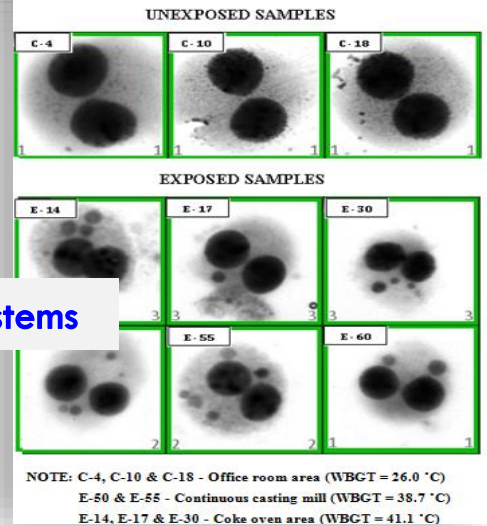 UNEXPOSED SAMPLES
C-4 C-10 C-18
1 1 1 1 1
EXPOSED SAMPLES
E-14 E-17 E-30
3 3 3 3 3
stems
E-55 E-60
2 2 2 1 1
NOTE: C-4, C-10 & C-18 - Office room area (WBGT = 26.0 °C)
E-50 & E-55 - Continuous casting mill (WBGT = 38.7 °C)
E-14, E-17 & E-30 - Coke oven area (WBGT = 41.1 °C)